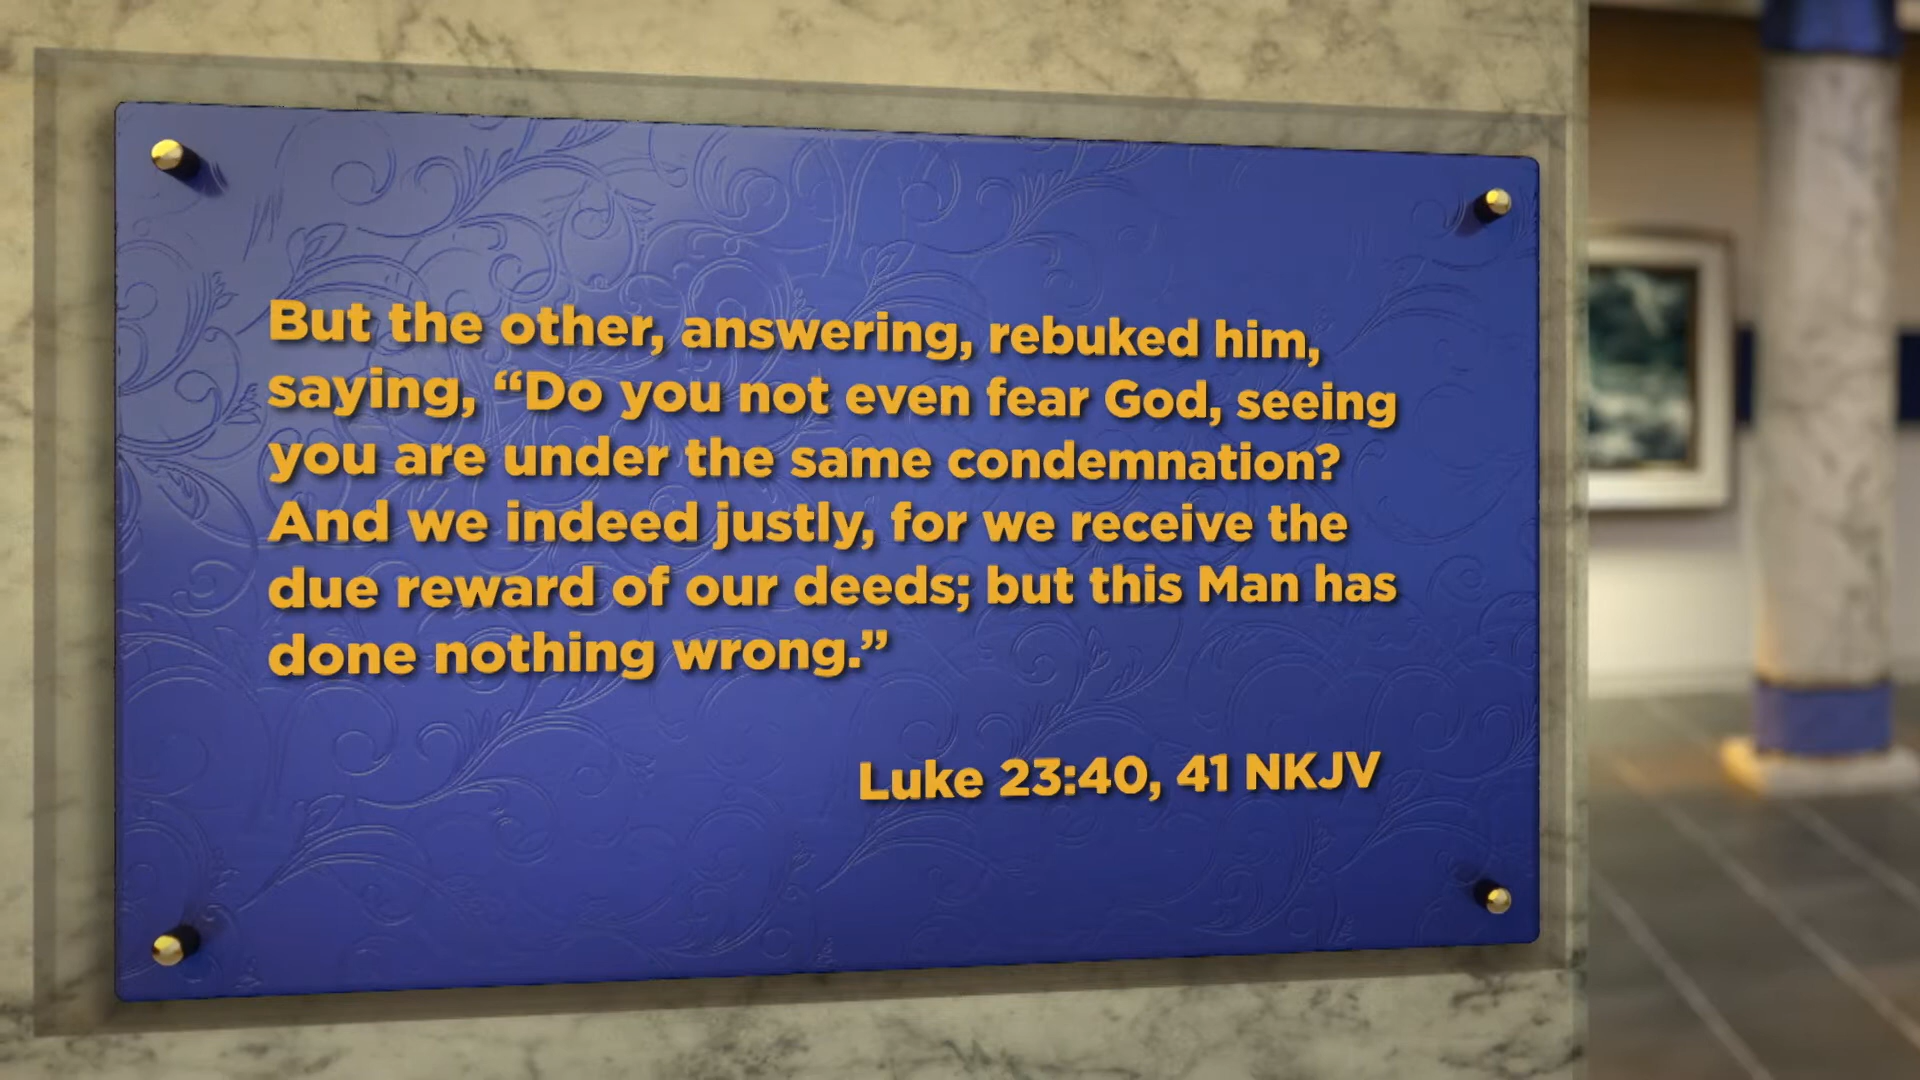 But the other, answering, rebuked him,
saying, “Do you not even fear God, seeing
you are under the same condemnation?
And we indeed justly, for we receive the
due reward of our deeds; but this Man has
done nothing wrong.”
Luke 23:40, 41 NKJV